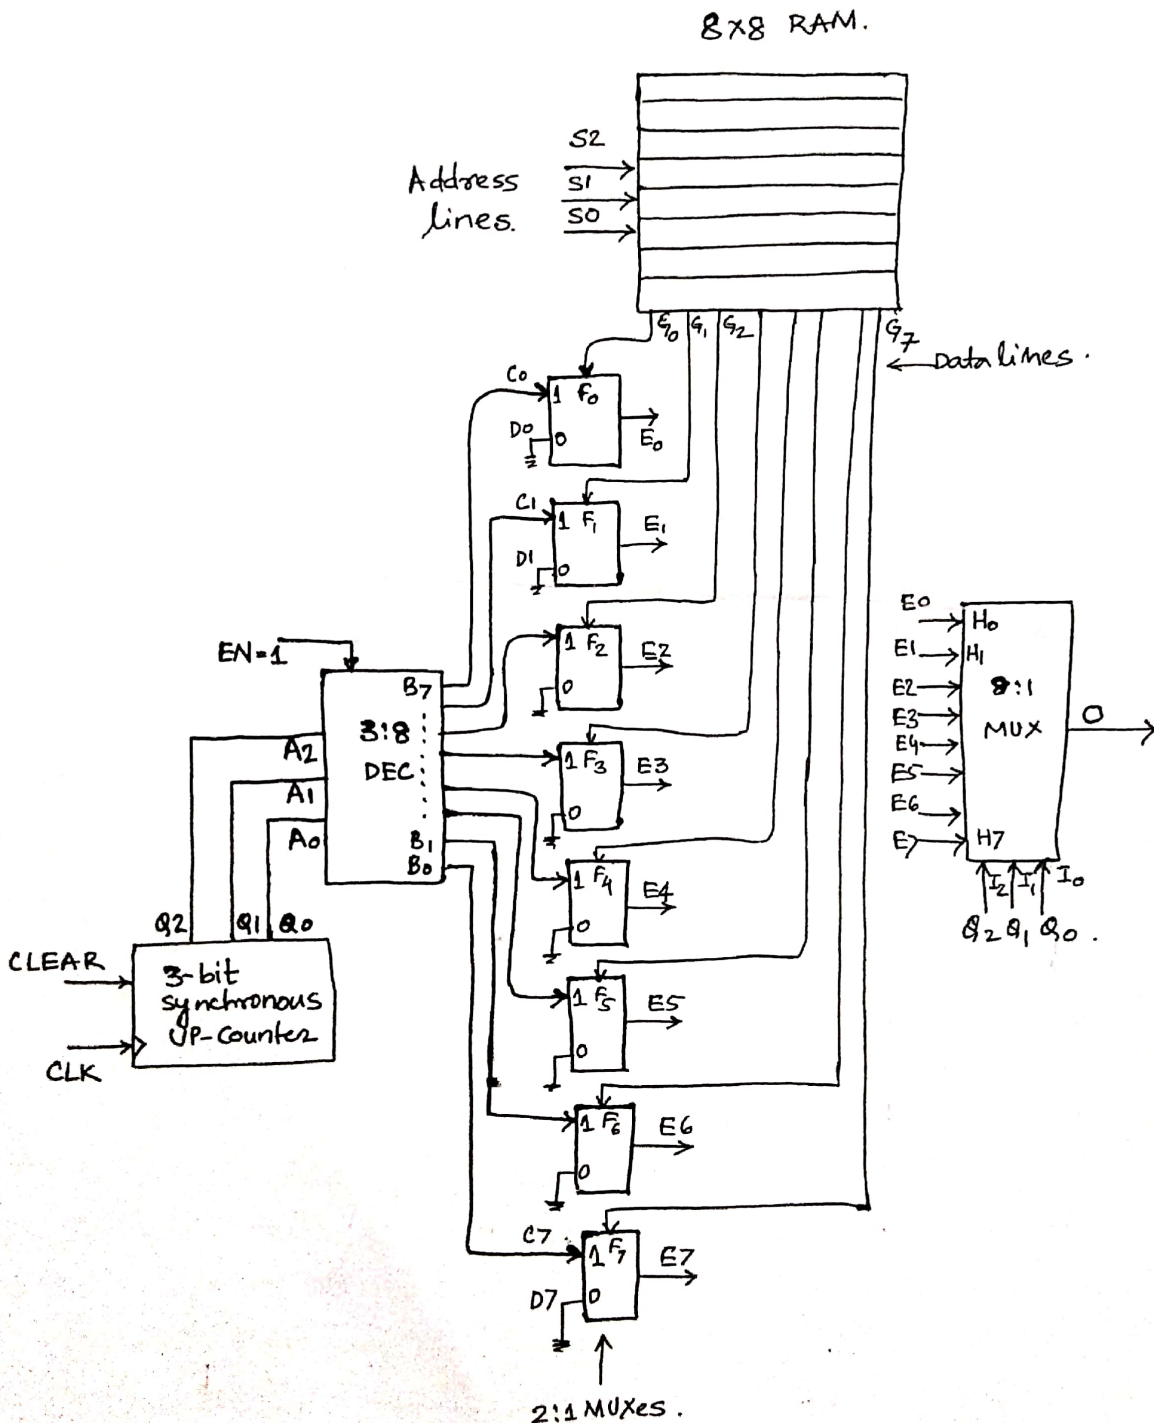 8x8 RAM.
S2
Address
S1
lines.
S0
G0 G1 G2 G7
Data lines.
C0
1 F0
D0
0
E0
C1
1 F1
E1
D1
0
1 F2
E2
0
1 F3
E3
0
1 F4
E4
0
1 F5
E5
0
1 F6
E6
0
C7
1 F7
E7
D7
0
2:1 MUXes.
EN=1
B7
3:8
DEC
A2
A1
A0
B1
B0
Q2 Q1 Q0
CLEAR
3-bit
synchronous
UP-Counter
CLK
E0
H0
E1
H1
E2
8:1
E3
MUX
O
E4
E5
E6
E7
H7
I2 I1 I0
Q2 Q1 Q0.